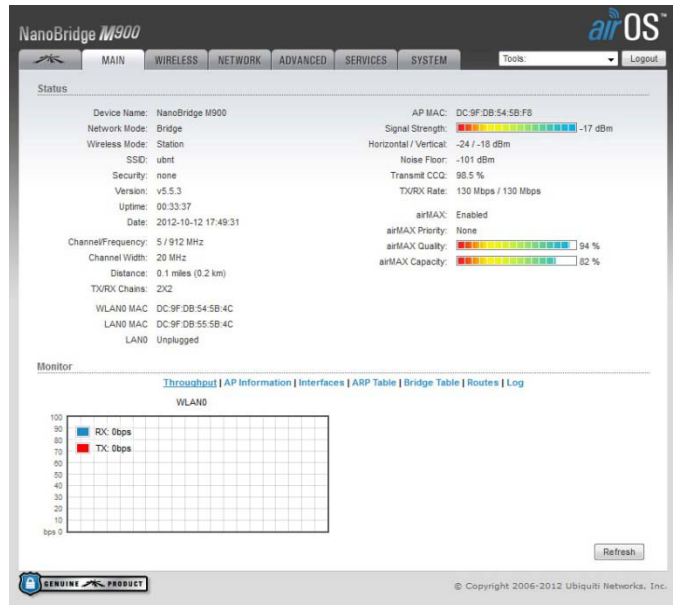 NanoBridge M900
airOS™
MAIN
WIRELESS
NETWORK
ADVANCED
SERVICES
SYSTEM
Tools:
Logout
Status
Device Name: NanoBridge M900
Network Mode: Bridge
Wireless Mode: Station
SSID: ubnt
Security: none
Version: v5.5.3
Uptime: 00:33:37
Date: 2012-10-12 17:49:31
Channel/Frequency: 5 / 912 MHz
Channel Width: 20 MHz
Distance: 0.1 miles (0.2 km)
TX/RX Chains: 2X2
WLAN0 MAC DC:9F:DB:54:5B:4C
LAN0 MAC DC:9F:DB:55:5B:4C
LAN0 Unplugged
AP MAC: DC:9F:DB:54:5B:F8
Signal Strength: -17 dBm
Horizontal / Vertical: -24 / -18 dBm
Noise Floor: -101 dBm
Transmit CCQ: 98.5 %
TX/RX Rate: 130 Mbps / 130 Mbps
airMAX: Enabled
airMAX Priority: None
airMAX Quality: 94 %
airMAX Capacity: 82 %
Monitor
Throughput | AP Information | Interfaces | ARP Table | Bridge Table | Routes | Log
WLAN0
100
90
80
70
60
50
40
30
20
10
bps 0
RX: 0bps
TX: 0bps
Refresh
GENUINE PRODUCT
© Copyright 2006-2012 Ubiquiti Networks, Inc.